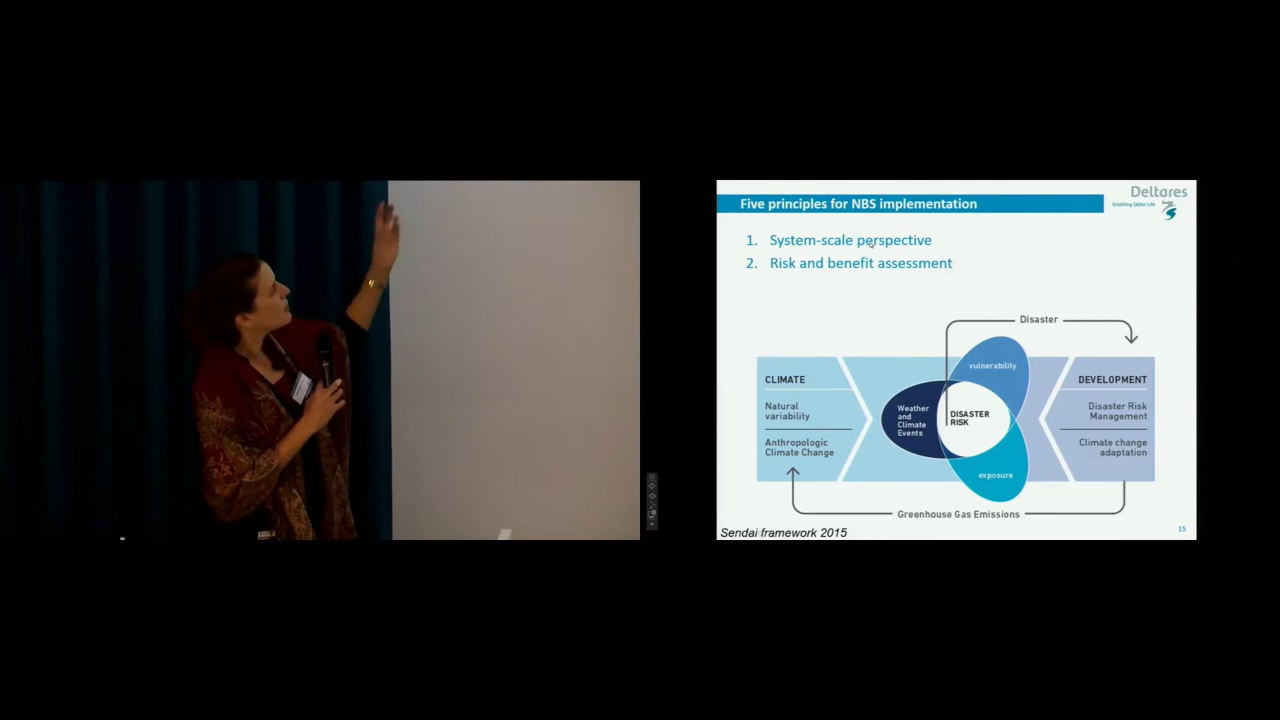 Deltares
Enabling Delta Life
Five principles for NBS implementation
1. System-scale perspective
2. Risk and benefit assessment
Disaster
CLIMATE
Natural
variability
Anthropologic
Climate Change
Weather
and
Climate
Events
vulnerability
DISASTER
RISK
exposure
DEVELOPMENT
Disaster Risk
Management
Climate change
adaptation
Greenhouse Gas Emissions
Sendai framework 2015
15